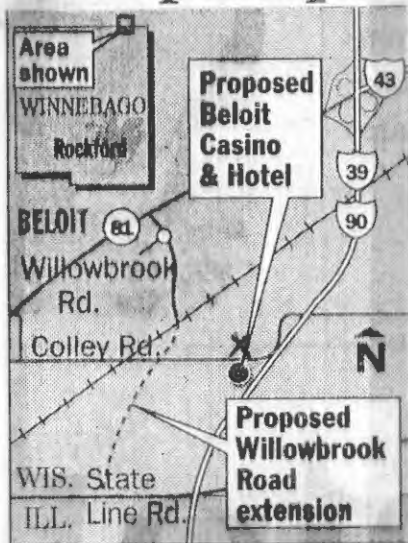 Area
shown
WINNEBAGO
Rockford
Proposed
Beloit
Casino
& Hotel
43
39
90
BELOIT 81
Willowbrook
Rd.
Colley Rd.
X
N
Proposed
Willowbrook
Road
extension
WIS. State
ILL. Line Rd.